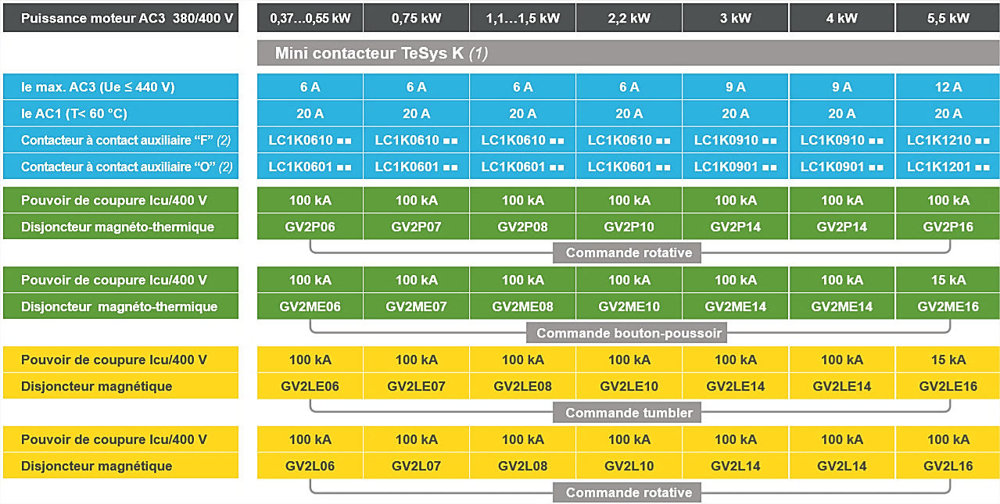 Puissance moteur AC3 380/400 V 0,37...0,55 kW 0,75 kW 1,1...1,5 kW 2,2 kW 3 kW 4 kW 5,5 kW
Mini contacteur TeSys K (1)
Ie max. AC3 (Ue ≤ 440 V) 6 A 6 A 6 A 6 A 9 A 9 A 12 A
Ie AC1 (T< 60 °C) 20 A 20 A 20 A 20 A 20 A 20 A 20 A
Contacteur à contact auxiliaire “F” (2) LC1K0610 ■■ LC1K0610 ■■ LC1K0610 ■■ LC1K0610 ■■ LC1K0910 ■■ LC1K0910 ■■ LC1K1210 ■■
Contacteur à contact auxiliaire “O” (2) LC1K0601 ■■ LC1K0601 ■■ LC1K0601 ■■ LC1K0601 ■■ LC1K0901 ■■ LC1K0901 ■■ LC1K1201 ■■
Pouvoir de coupure Icu/400 V 100 kA 100 kA 100 kA 100 kA 100 kA 100 kA 100 kA
Disjoncteur magnéto-thermique GV2P06 GV2P07 GV2P08 GV2P10 GV2P14 GV2P14 GV2P16
Commande rotative
Pouvoir de coupure Icu/400 V 100 kA 100 kA 100 kA 100 kA 100 kA 100 kA 15 kA
Disjoncteur magnéto-thermique GV2ME06 GV2ME07 GV2ME08 GV2ME10 GV2ME14 GV2ME14 GV2ME16
Commande bouton-poussoir
Pouvoir de coupure Icu/400 V 100 kA 100 kA 100 kA 100 kA 100 kA 100 kA 15 kA
Disjoncteur magnétique GV2LE06 GV2LE07 GV2LE08 GV2LE10 GV2LE14 GV2LE14 GV2LE16
Commande tumbler
Pouvoir de coupure Icu/400 V 100 kA 100 kA 100 kA 100 kA 100 kA 100 kA 100 kA
Disjoncteur magnétique GV2L06 GV2L07 GV2L08 GV2L10 GV2L14 GV2L14 GV2L16
Commande rotative